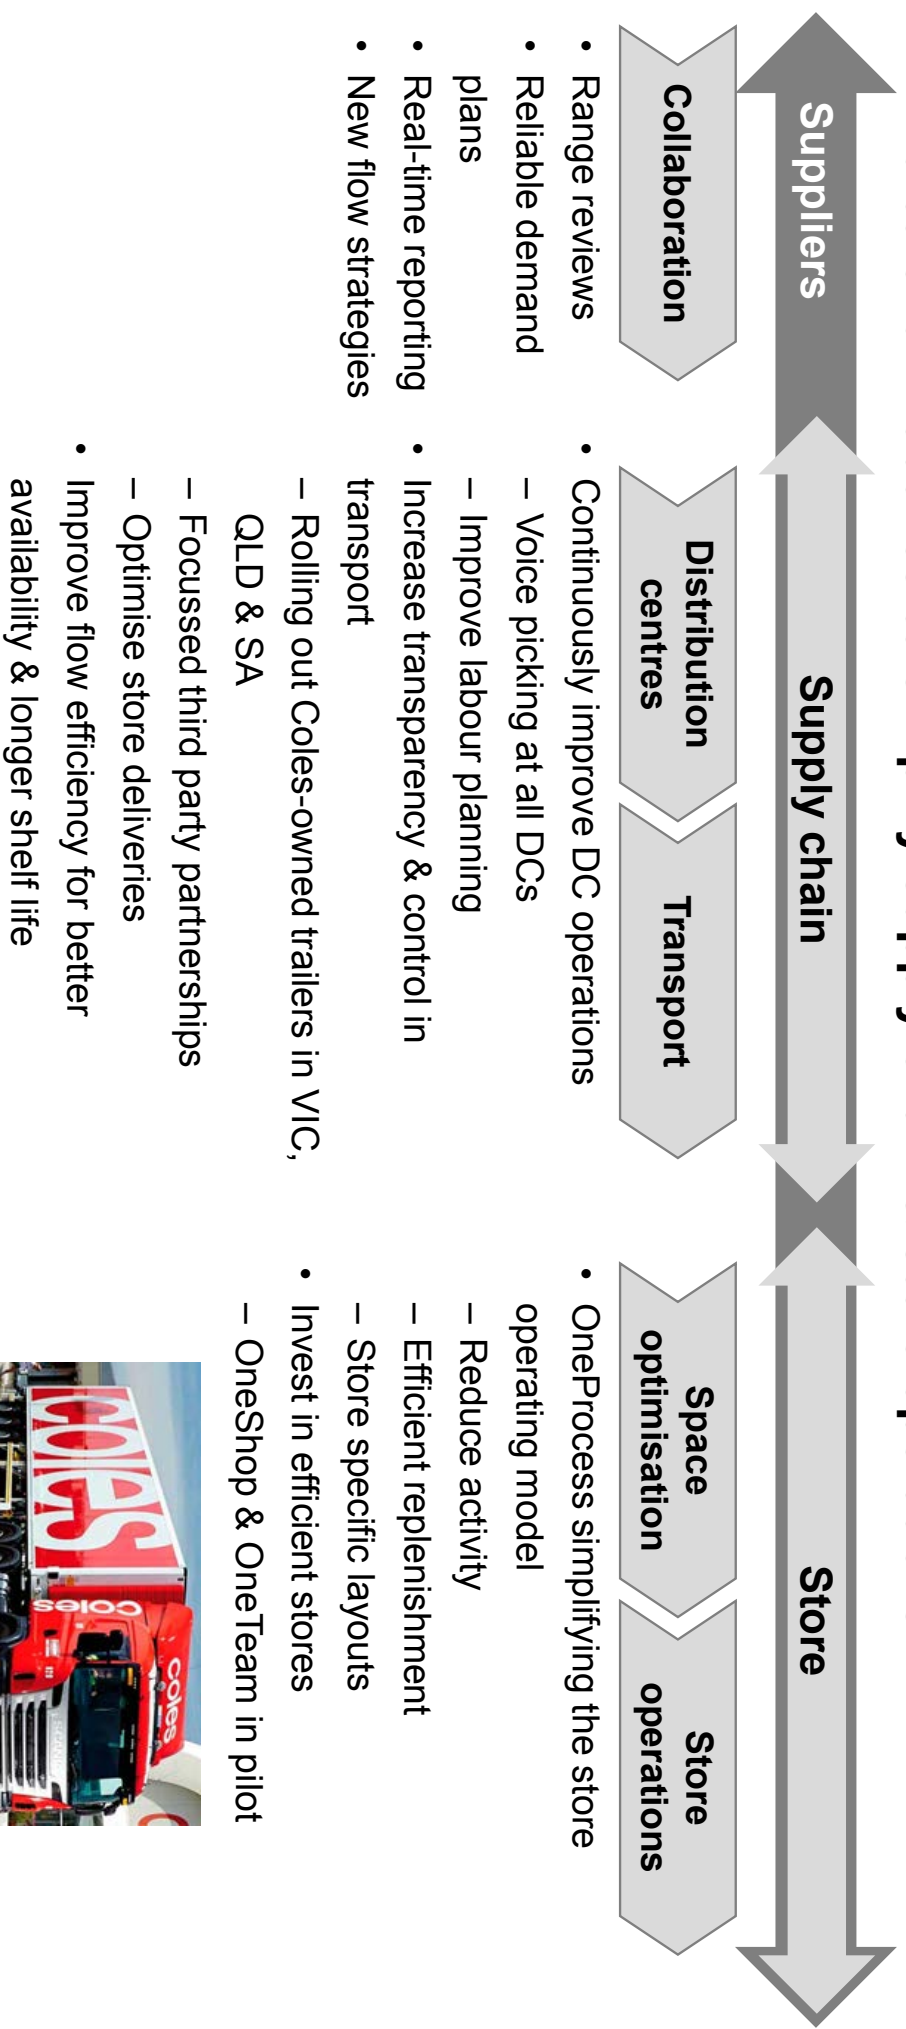 Suppliers
Supply chain
Store
Collaboration
Distribution
centres
Transport
Space
optimisation
Store
operations
• Range reviews
• Reliable demand
plans
• Real-time reporting
• New flow strategies
• Continuously improve DC operations
– Voice picking at all DCs
– Improve labour planning
• Increase transparency & control in
transport
– Rolling out Coles-owned trailers in VIC,
QLD & SA
– Focussed third party partnerships
– Optimise store deliveries
• Improve flow efficiency for better
availability & longer shelf life
• OneProcess simplifying the store
operating model
– Reduce activity
– Efficient replenishment
– Store specific layouts
• Invest in efficient stores
– OneShop & OneTeam in pilot
coles
coles
coles